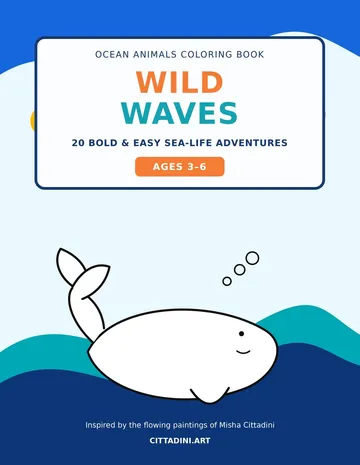 OCEAN ANIMALS COLORING BOOK
WILD
WAVES
20 BOLD & EASY SEA-LIFE ADVENTURES
AGES 3–6
Inspired by the flowing paintings of Misha Cittadini
CITTADINI.ART